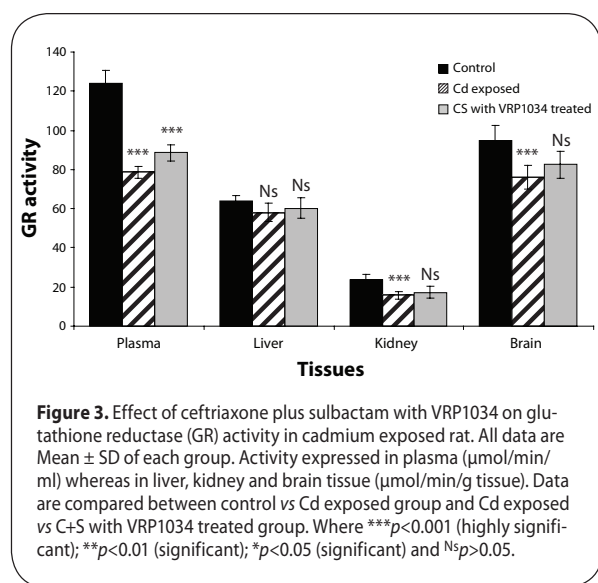 140
120
100
80
60
40
20
0
GR activity
Control
Cd exposed
CS with VRP1034 treated
***
***
Ns
Ns
***
Ns
***
Ns
Plasma
Liver
Kidney
Brain
Tissues
Figure 3. Effect of ceftriaxone plus sulbactam with VRP1034 on glu-
tathione reductase (GR) activity in cadmium exposed rat. All data are
Mean ± SD of each group. Activity expressed in plasma (µmol/min/
ml) whereas in liver, kidney and brain tissue (µmol/min/g tissue). Data
are compared between control vs Cd exposed group and Cd exposed
vs C+S with VRP1034 treated group. Where ***p<0.001 (highly signifi-
cant); **p<0.01 (significant); *p<0.05 (significant) and Nsp>0.05.